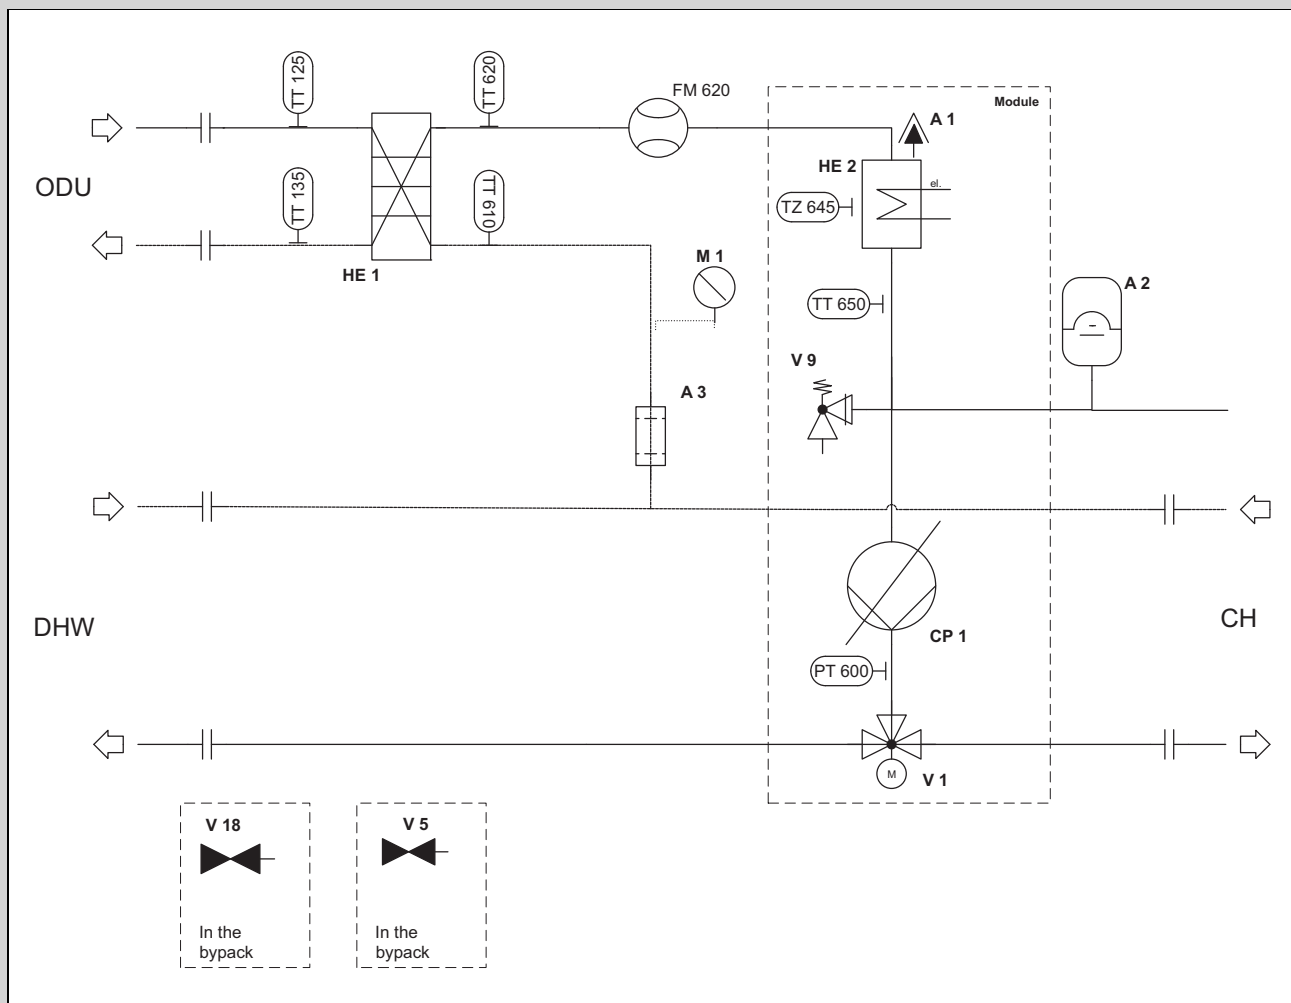 TT 125
TT 620
FM 620
Module
A 1
HE 2
ODU
TT 135
TT 610
el.
TZ 645
M 1
HE 1
A 2
TT 650
V 9
A 3
DHW
CH
CP 1
PT 600
M
V 1
V 18
V 5
In the
bypack
In the
bypack